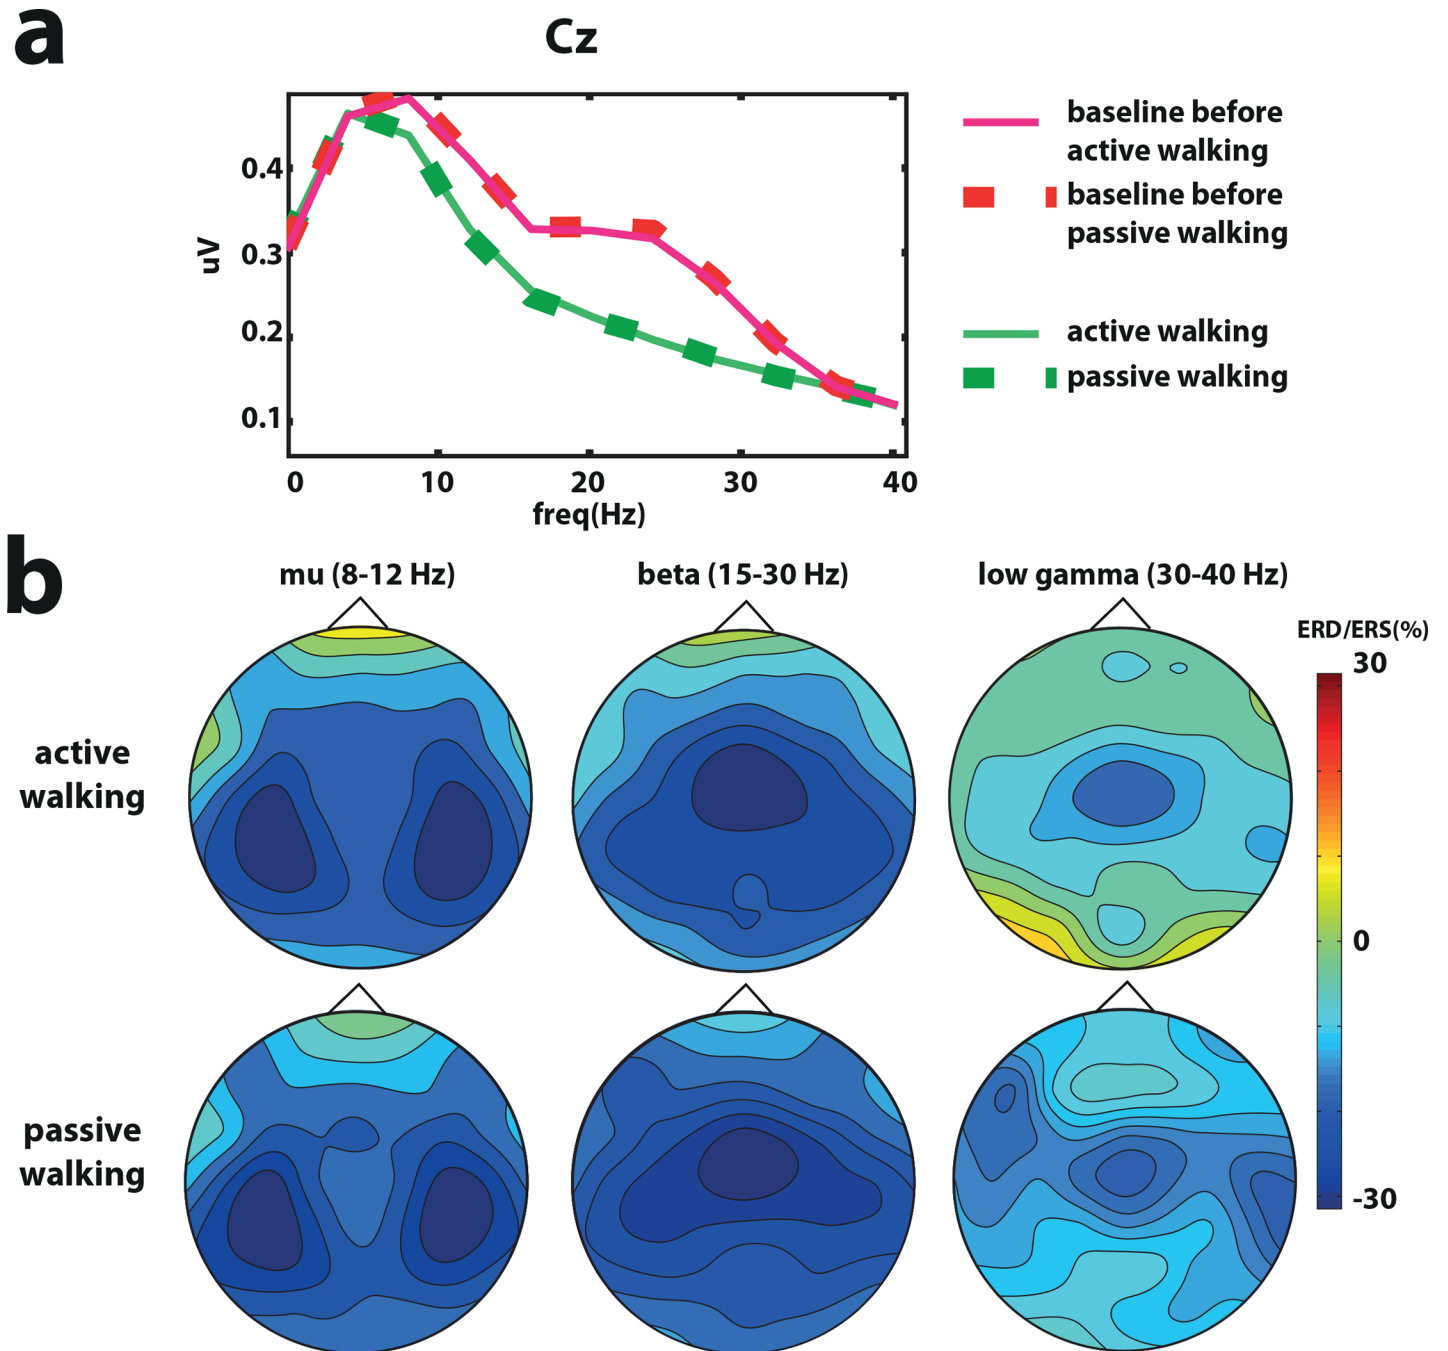 a
Cz
0.4
0.3
0.2
0.1
uV
0 10 20 30 40
freq(Hz)
baseline before
active walking
baseline before
passive walking
active walking
passive walking
b
mu (8-12 Hz) beta (15-30 Hz) low gamma (30-40 Hz)
ERD/ERS(%)
30
0
-30
active
walking
passive
walking